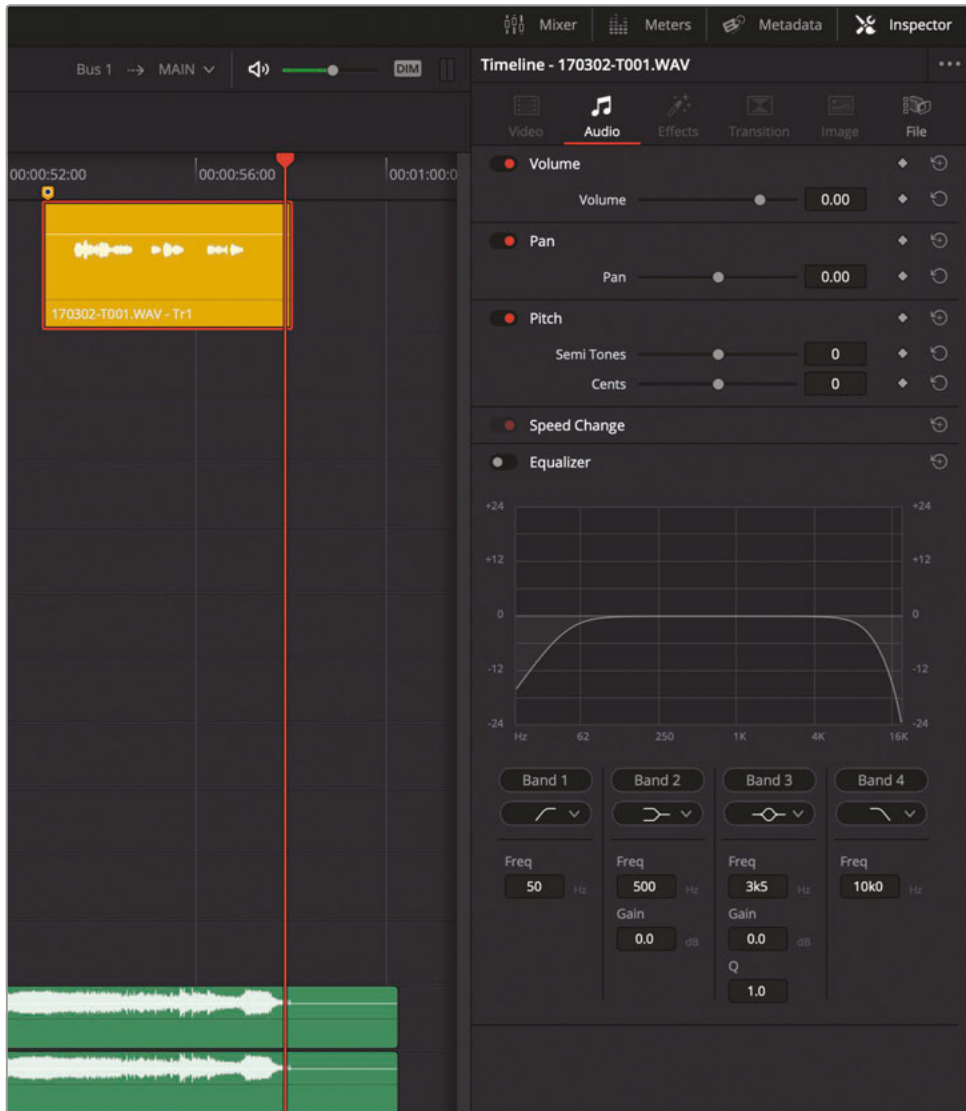 Mixer Meters Metadata Inspector
Bus 1 MAIN DIM
Timeline - 170302-T001.WAV
Video Audio Effects Transition Image File
00:00:52:00 00:00:56:00 00:01:00:0
170302-T001.WAV - Tr1
Volume
Volume 0.00
Pan
Pan 0.00
Pitch
Semi Tones 0
Cents 0
Speed Change
Equalizer
+24 +24
+12 +12
0 0
-12 -12
-24 -24
Hz 62 250 1K 4K 16K
Band 1 Band 2 Band 3 Band 4
Freq Freq Freq Freq
50 Hz 500 Hz 3k5 Hz 10k0 Hz
Gain Gain
0.0 dB 0.0 dB
Q
1.0